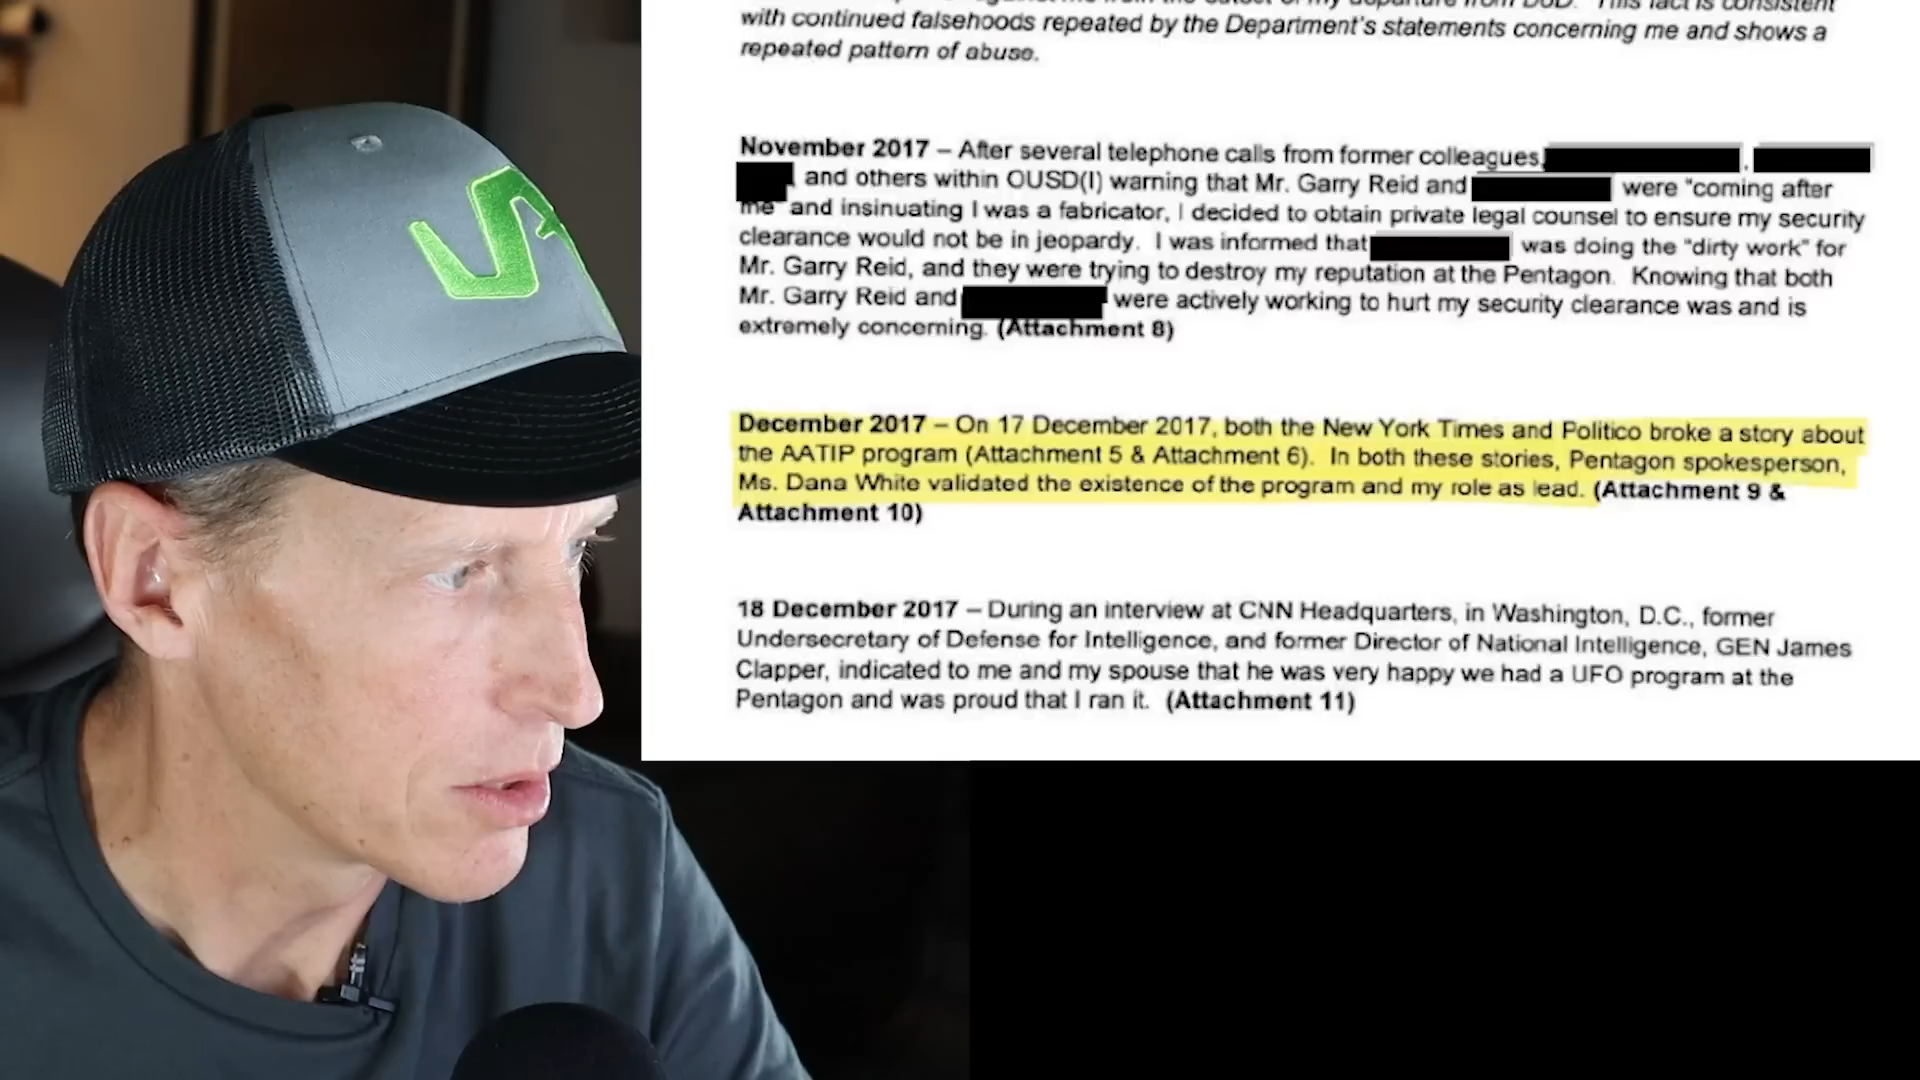 with continued falsehoods repeated by the Department's statements concerning me and shows a
repeated pattern of abuse.
November 2017 – After several telephone calls from former colleagues, ,
and others within OUSD(I) warning that Mr. Garry Reid and were "coming after
me" and insinuating I was a fabricator, I decided to obtain private legal counsel to ensure my security
clearance would not be in jeopardy. I was informed that was doing the "dirty work" for
Mr. Garry Reid, and they were trying to destroy my reputation at the Pentagon. Knowing that both
Mr. Garry Reid and were actively working to hurt my security clearance was and is
extremely concerning. (Attachment 8)
December 2017 – On 17 December 2017, both the New York Times and Politico broke a story about
the AATIP program (Attachment 5 & Attachment 6). In both these stories, Pentagon spokesperson,
Ms. Dana White validated the existence of the program and my role as lead. (Attachment 9 &
Attachment 10)
18 December 2017 – During an interview at CNN Headquarters, in Washington, D.C., former
Undersecretary of Defense for Intelligence, and former Director of National Intelligence, GEN James
Clapper, indicated to me and my spouse that he was very happy we had a UFO program at the
Pentagon and was proud that I ran it. (Attachment 11)